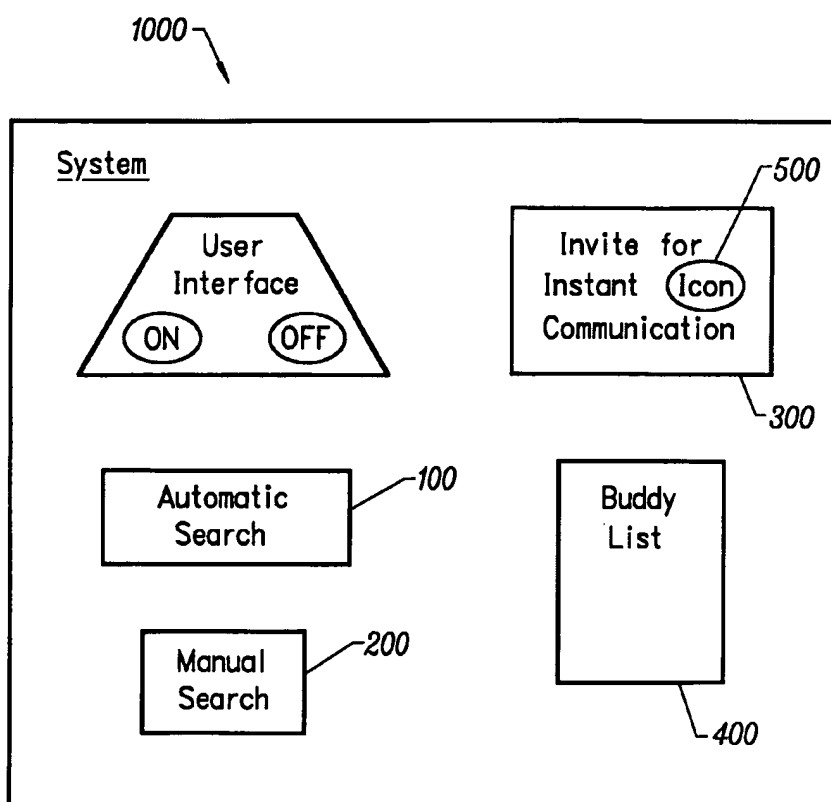 1000
System
500
User
Interface
ON OFF
Invite for
Instant Icon
Communication
300
Automatic
Search
100
Buddy
List
Manual
Search
200
400